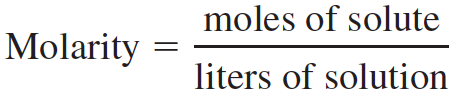 Molarity = moles of solute
liters of solution